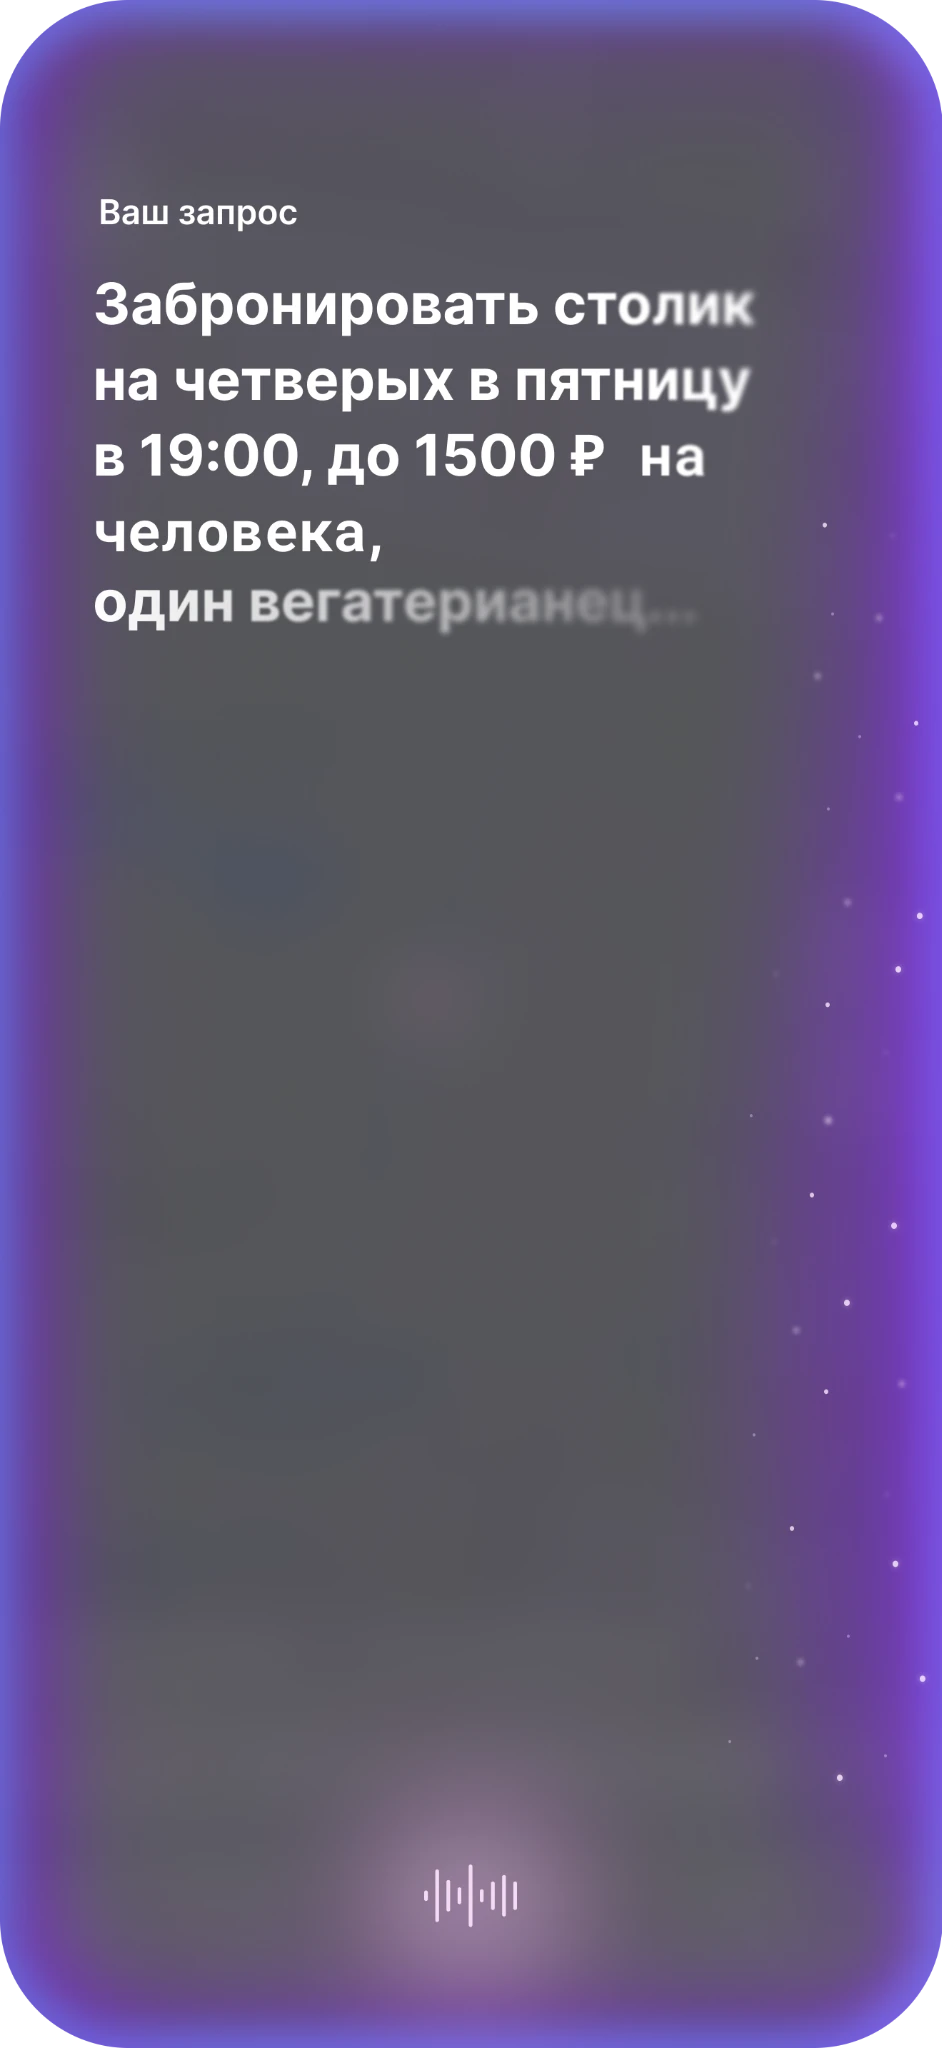 Ваш запрос
Забронировать столик
на четверых в пятницу
в 19:00, до 1500 ₽ на
человека,
один вегатерианец...